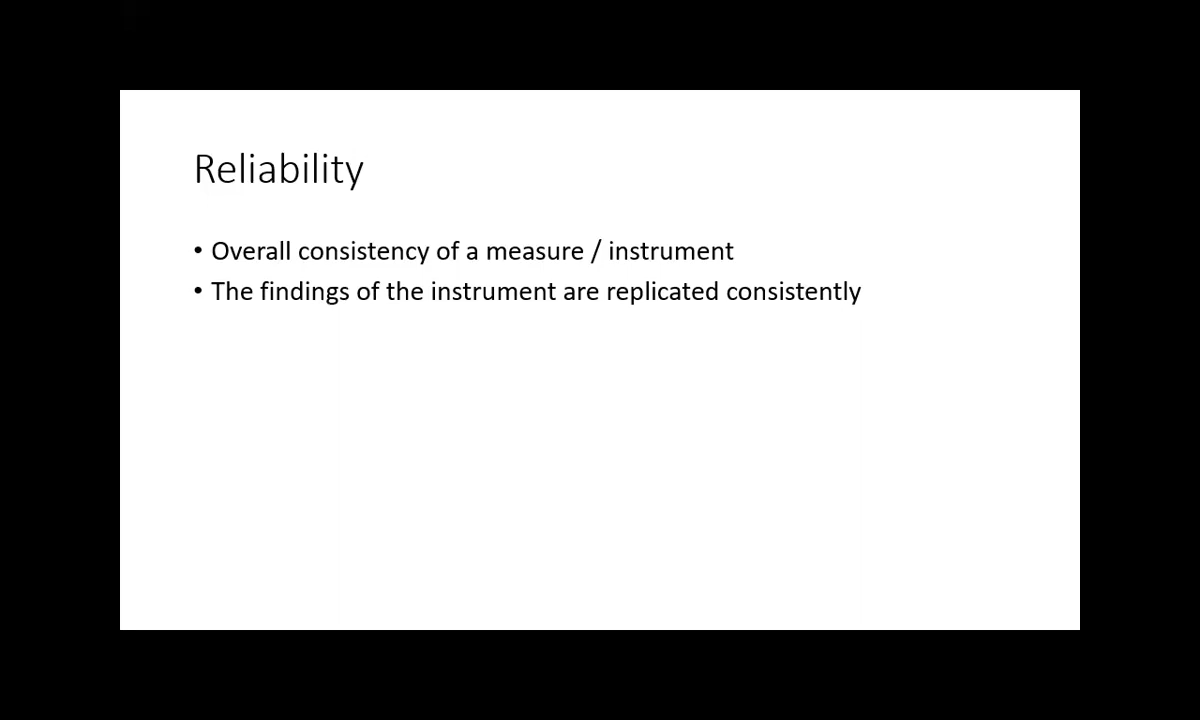 Reliability
• Overall consistency of a measure / instrument
• The findings of the instrument are replicated consistently